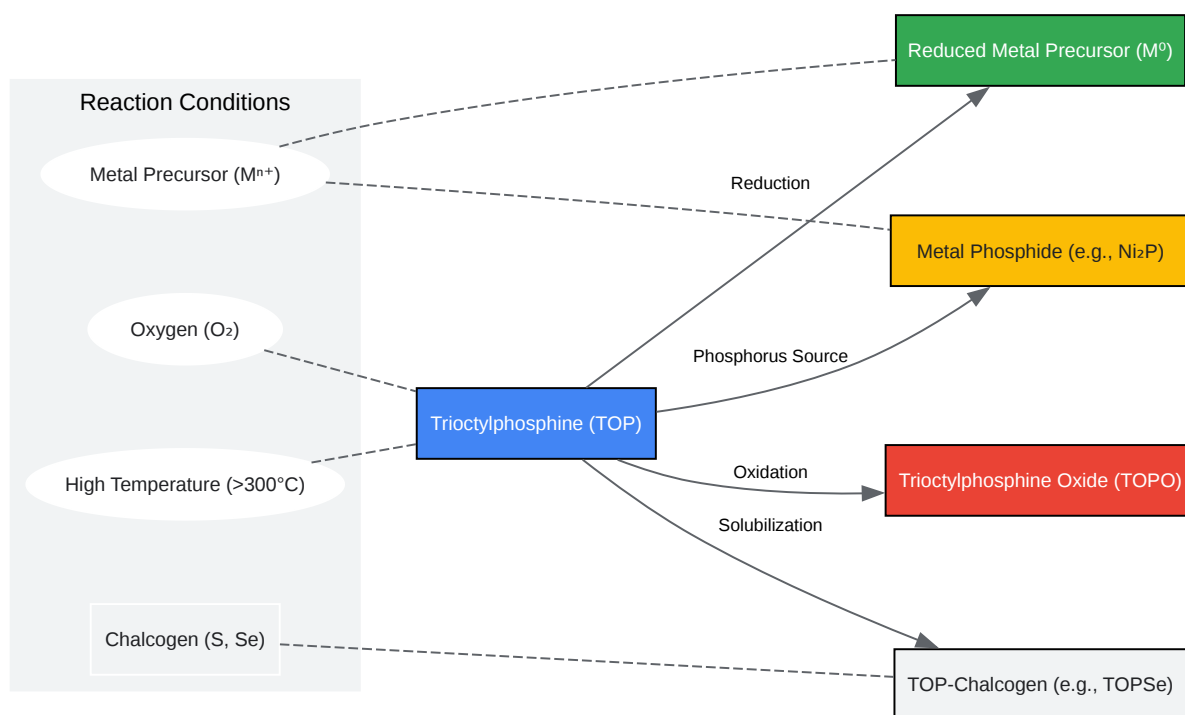 Reaction Conditions
Metal Precursor (Mⁿ⁺)
Oxygen (O₂)
High Temperature (>300°C)
Chalcogen (S, Se)
Trioctylphosphine (TOP)
Reduction
Phosphorus Source
Oxidation
Solubilization
Reduced Metal Precursor (M⁰)
Metal Phosphide (e.g., Ni₂P)
Trioctylphosphine Oxide (TOPO)
TOP-Chalcogen (e.g., TOPSe)